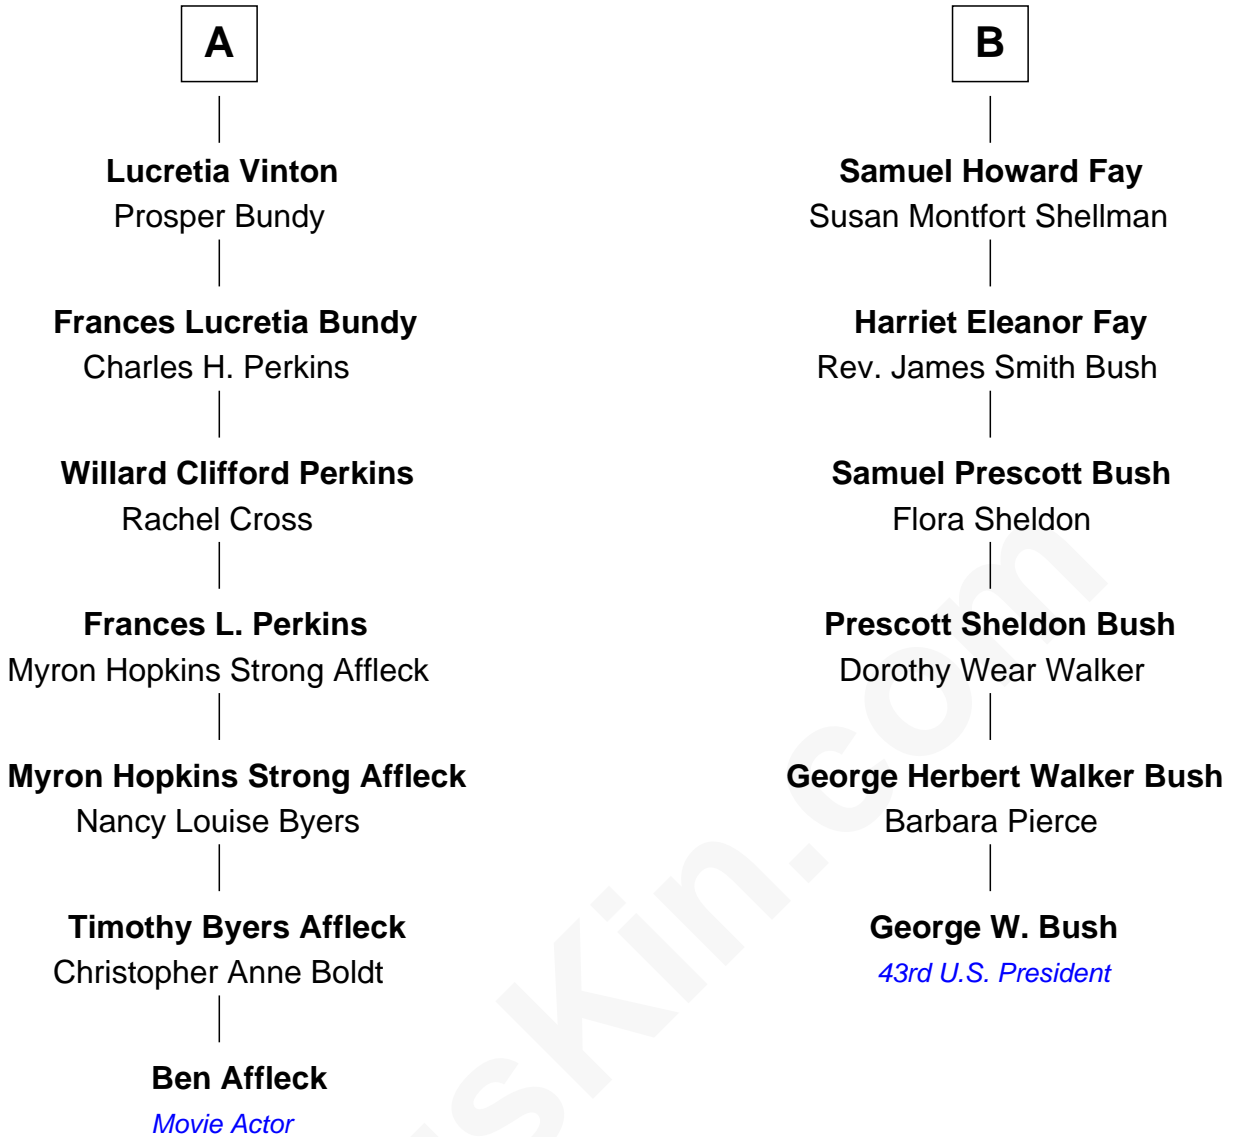 A
Lucretia Vinton
Prosper Bundy
Frances Lucretia Bundy
Charles H. Perkins
Willard Clifford Perkins
Rachel Cross
Frances L. Perkins
Myron Hopkins Strong Affleck
Myron Hopkins Strong Affleck
Nancy Louise Byers
Timothy Byers Affleck
Christopher Anne Boldt
Ben Affleck
Movie Actor
B
Samuel Howard Fay
Susan Montfort Shellman
Harriet Eleanor Fay
Rev. James Smith Bush
Samuel Prescott Bush
Flora Sheldon
Prescott Sheldon Bush
Dorothy Wear Walker
George Herbert Walker Bush
Barbara Pierce
George W. Bush
43rd U.S. President
sKin.com